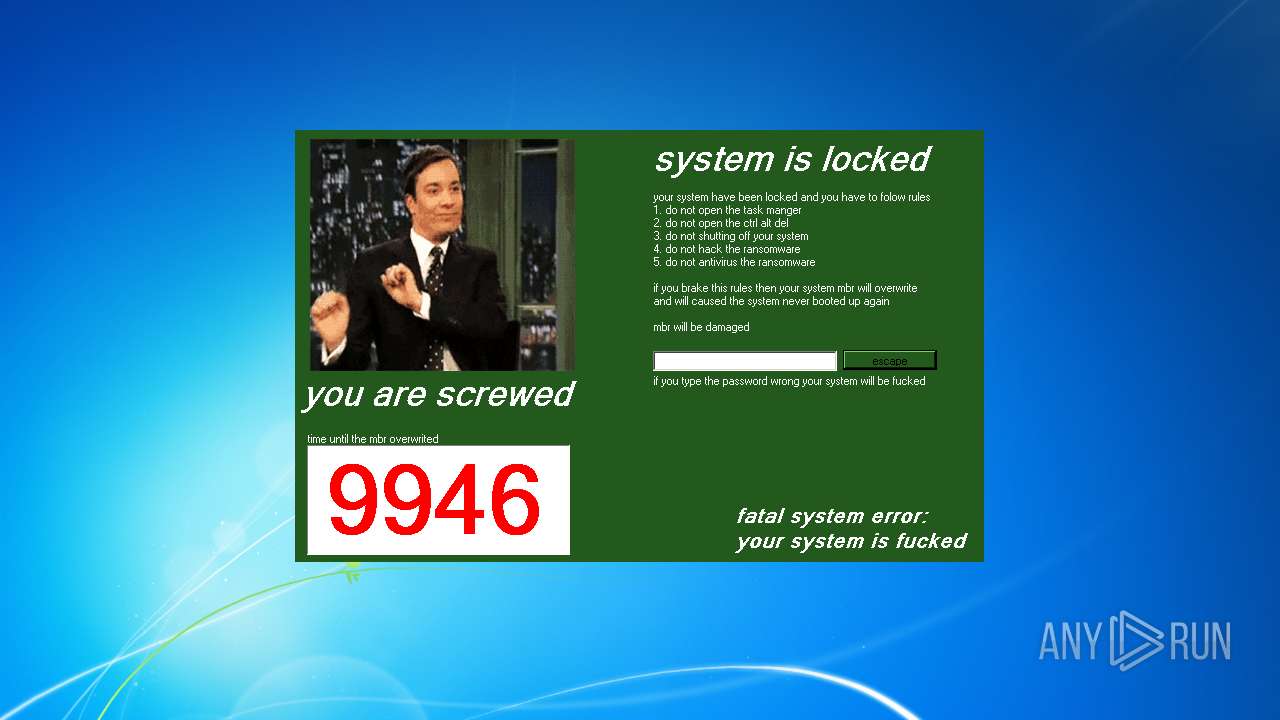 system is locked
your system have been locked and you have to folow rules
1. do not open the task manger
2. do not open the ctrl alt del
3. do not shutting off your system
4. do not hack the ransomware
5. do not antivirus the ransomware
if you brake this rules then your system mbr will overwrite
and will caused the system never booted up again
mbr will be damaged
escape
if you type the password wrong your system will be fucked
you are screwed
time until the mbr overwrited
9946
fatal system error:
your system is fucked
ANY RUN